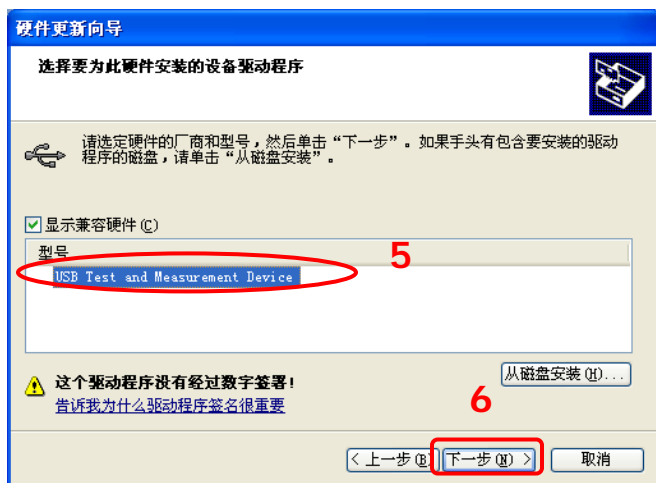 硬件更新向导
选择要为此硬件安装的设备驱动程序
请选定硬件的厂商和型号，然后单击“下一步”。如果手头有包含要安装的驱动
程序的磁盘，请单击“从磁盘安装”。
显示兼容硬件(C)
型号
5
USB Test and Measurement Device
这个驱动程序没有经过数字签署!
告诉我为什么驱动程序签名很重要
从磁盘安装(H)...
6
< 上一步(B)
下一步(N) >
取消